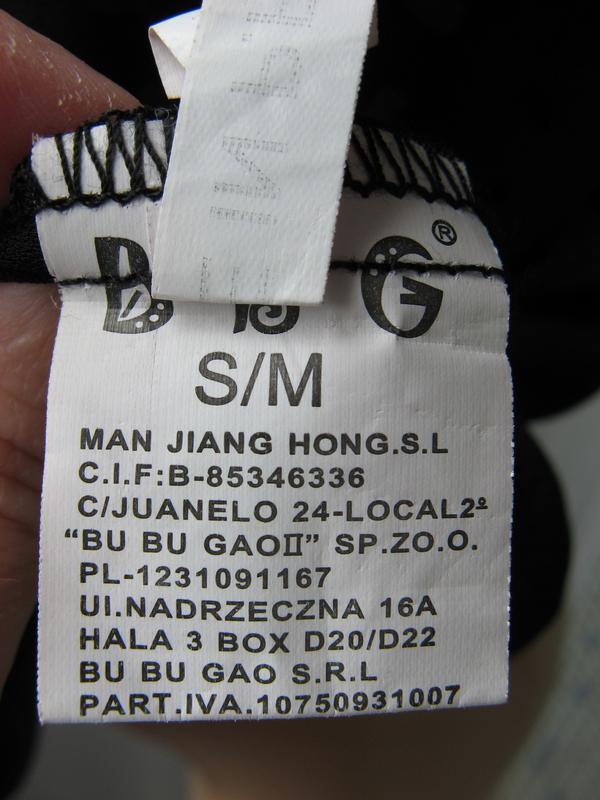 ®
S/M
MAN JIANG HONG.S.L
C.I.F:B-85346336
C/JUANELO 24-LOCAL2º
“BU BU GAOⅡ” SP.ZO.O.
PL-1231091167
UI.NADRZECZNA 16A
HALA 3 BOX D20/D22
BU BU GAO S.R.L
PART.IVA.10750931007